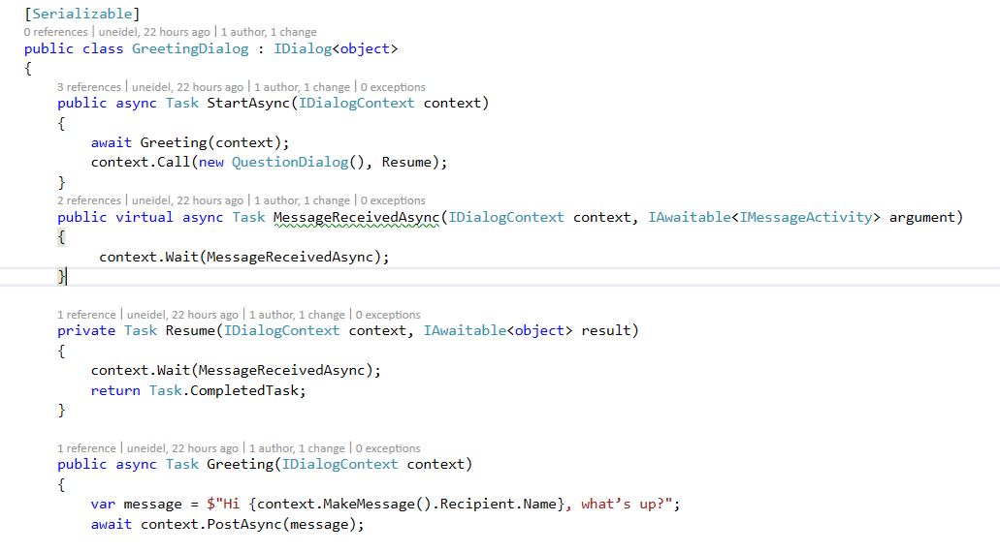 [Serializable]
0 references | uneidel, 22 hours ago | 1 author, 1 change
public class GreetingDialog : IDialog<object>
{
3 references | uneidel, 22 hours ago | 1 author, 1 change | 0 exceptions
public async Task StartAsync(IDialogContext context)
{
await Greeting(context);
context.Call(new QuestionDialog(), Resume);
}
2 references | uneidel, 22 hours ago | 1 author, 1 change | 0 exceptions
public virtual async Task MessageReceivedAsync(IDialogContext context, IAwaitable<IMessageActivity> argument)
{
context.Wait(MessageReceivedAsync);
}
1 reference | uneidel, 22 hours ago | 1 author, 1 change | 0 exceptions
private Task Resume(IDialogContext context, IAwaitable<object> result)
{
context.Wait(MessageReceivedAsync);
return Task.CompletedTask;
}
1 reference | uneidel, 22 hours ago | 1 author, 1 change | 0 exceptions
public async Task Greeting(IDialogContext context)
{
var message = $"Hi {context.MakeMessage().Recipient.Name}, what’s up?";
await context.PostAsync(message);